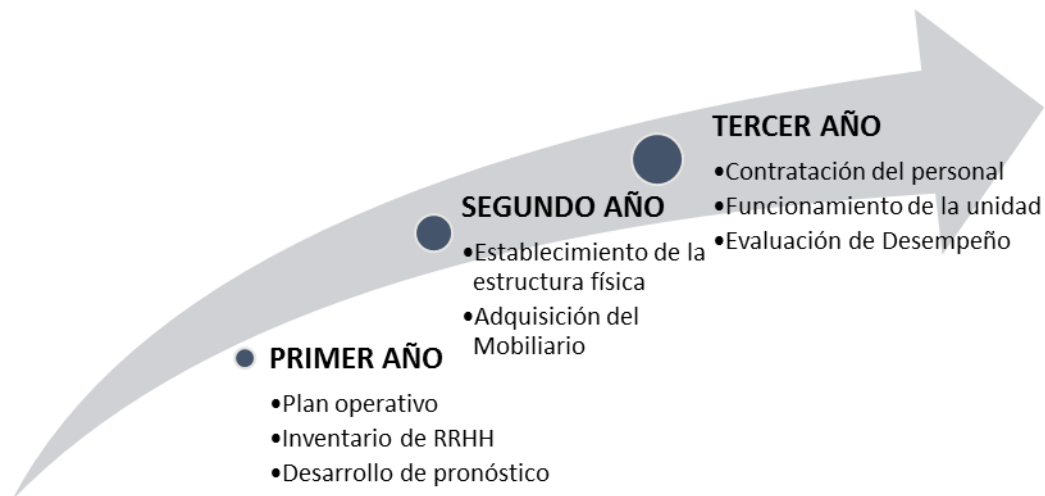 PRIMER AÑO
•Plan operativo
•Inventario de RRHH
•Desarrollo de pronóstico
SEGUNDO AÑO
•Establecimiento de la
estructura física
•Adquisición del
Mobiliario
TERCER AÑO
•Contratación del personal
•Funcionamiento de la unidad
•Evaluación de Desempeño